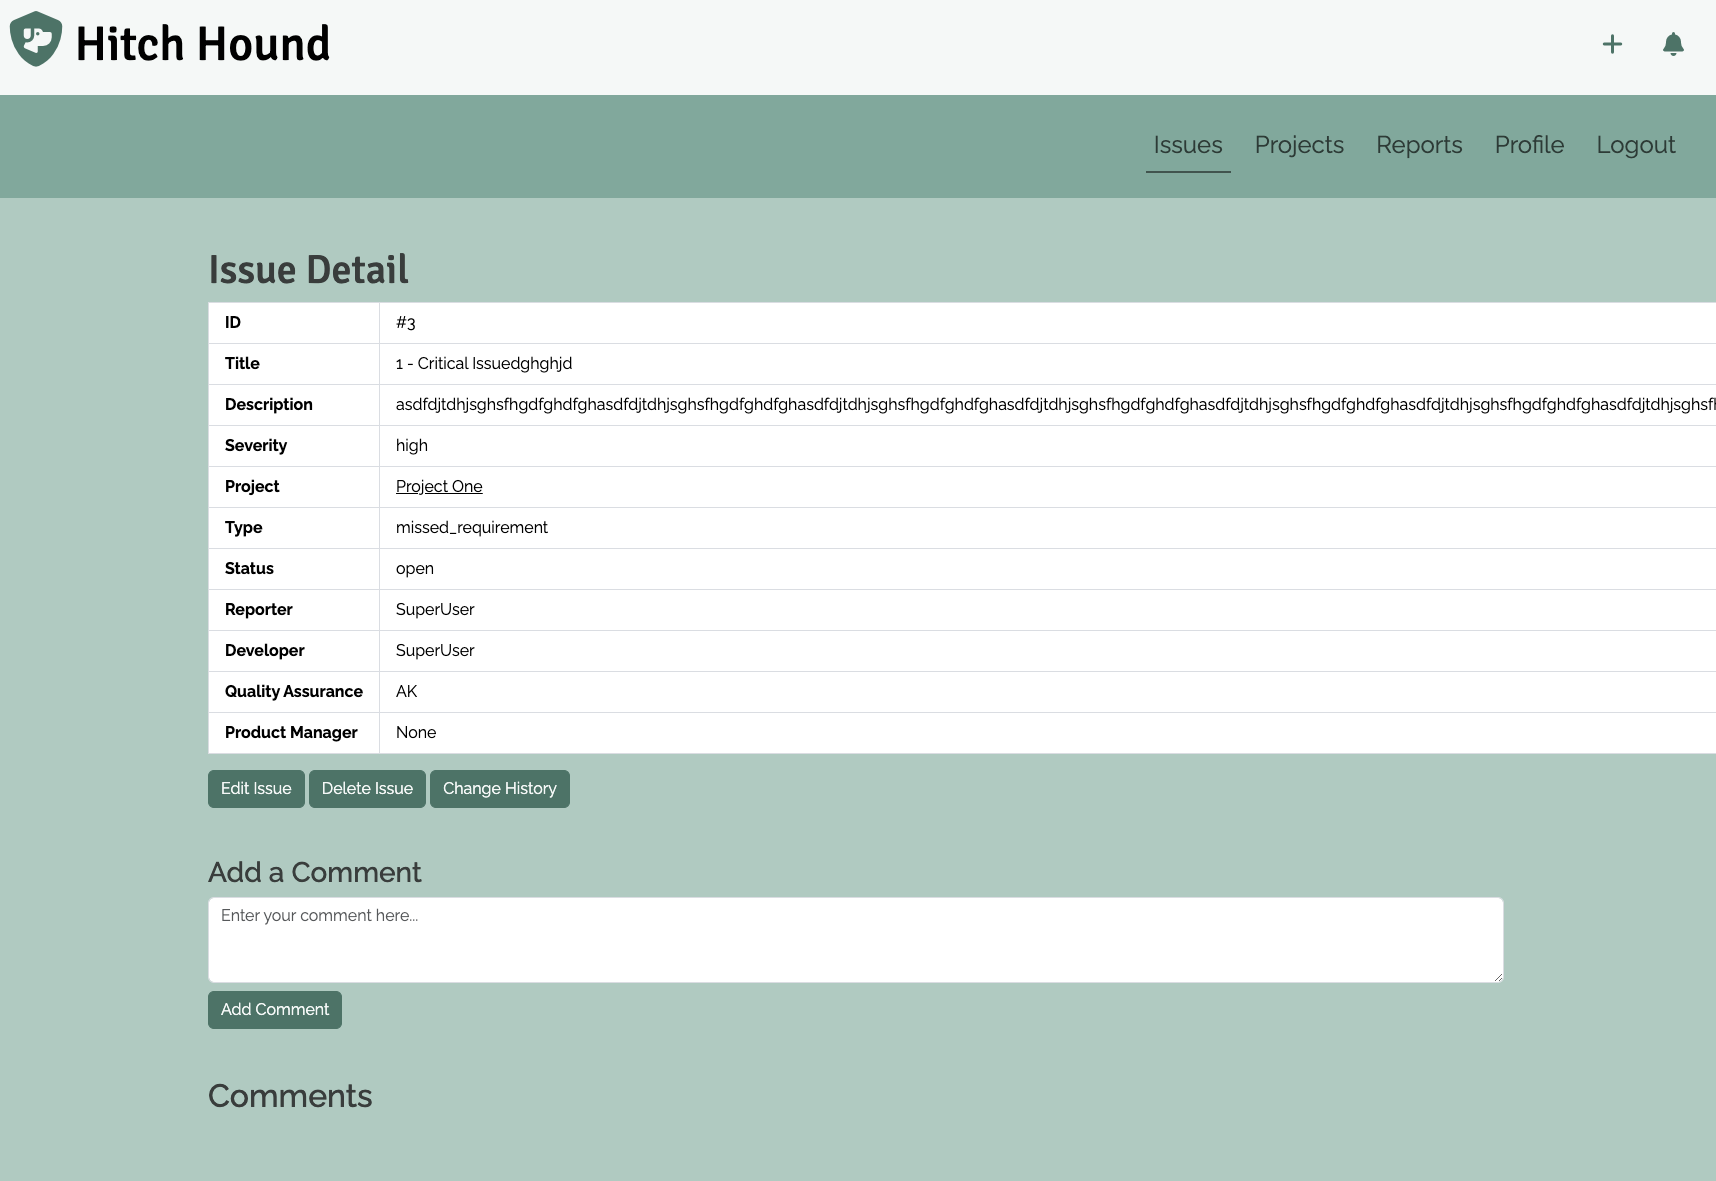 Hitch Hound
Issues Projects Reports Profile Logout
Issue Detail
ID #3
Title 1 - Critical Issuedghghjd
Description asdfdjtdhjsghsfhgdfghdfghasdfdjtdhjsghsfhgdfghdfghasdfdjtdhjsghsfhgdfghdfghasdfdjtdhjsghsfhgdfghdfghasdfdjtdhjsghsfhgdfghdfghasdfdjtdhjsghsfhgdfghdfghasdfdjtdhjsghsfh
Severity high
Project Project One
Type missed_requirement
Status open
Reporter SuperUser
Developer SuperUser
Quality Assurance AK
Product Manager None
Edit Issue Delete Issue Change History
Add a Comment
Enter your comment here...
Add Comment
Comments